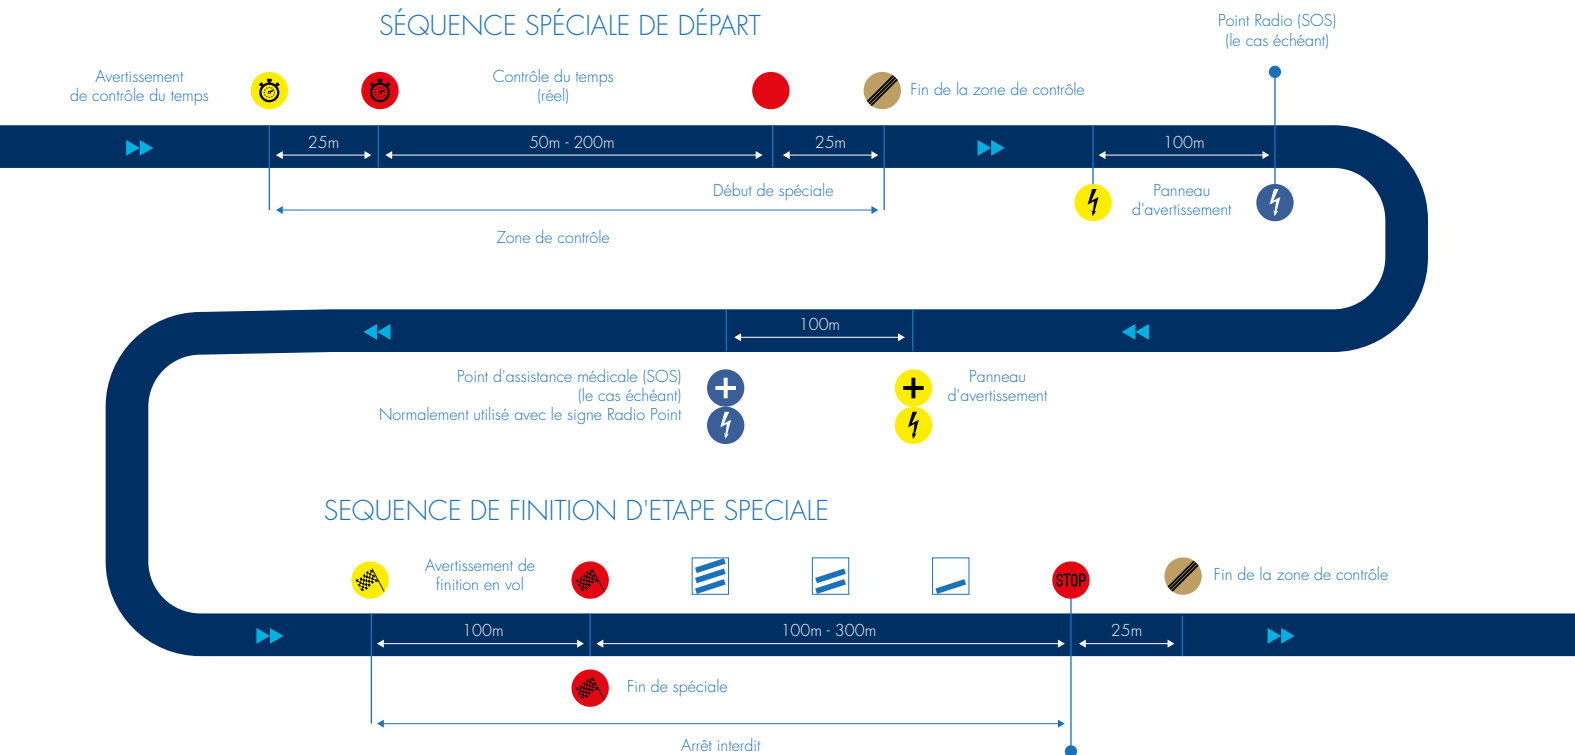 SÉQUENCE SPÉCIALE DE DÉPART
Point Radio (SOS)
(le cas échéant)
Avertissement
de contrôle du temps
Contrôle du temps
(réel)
Fin de la zone de contrôle
25m
50m - 200m
25m
100m
Début de spéciale
Panneau
d'avertissement
Zone de contrôle
100m
Point d'assistance médicale (SOS)
(le cas échéant)
Normalement utilisé avec le signe Radio Point
Panneau
d'avertissement
SEQUENCE DE FINITION D'ETAPE SPECIALE
Avertissement de
finition en vol
STOP
Fin de la zone de contrôle
100m
100m - 300m
25m
Fin de spéciale
Arrêt interdit